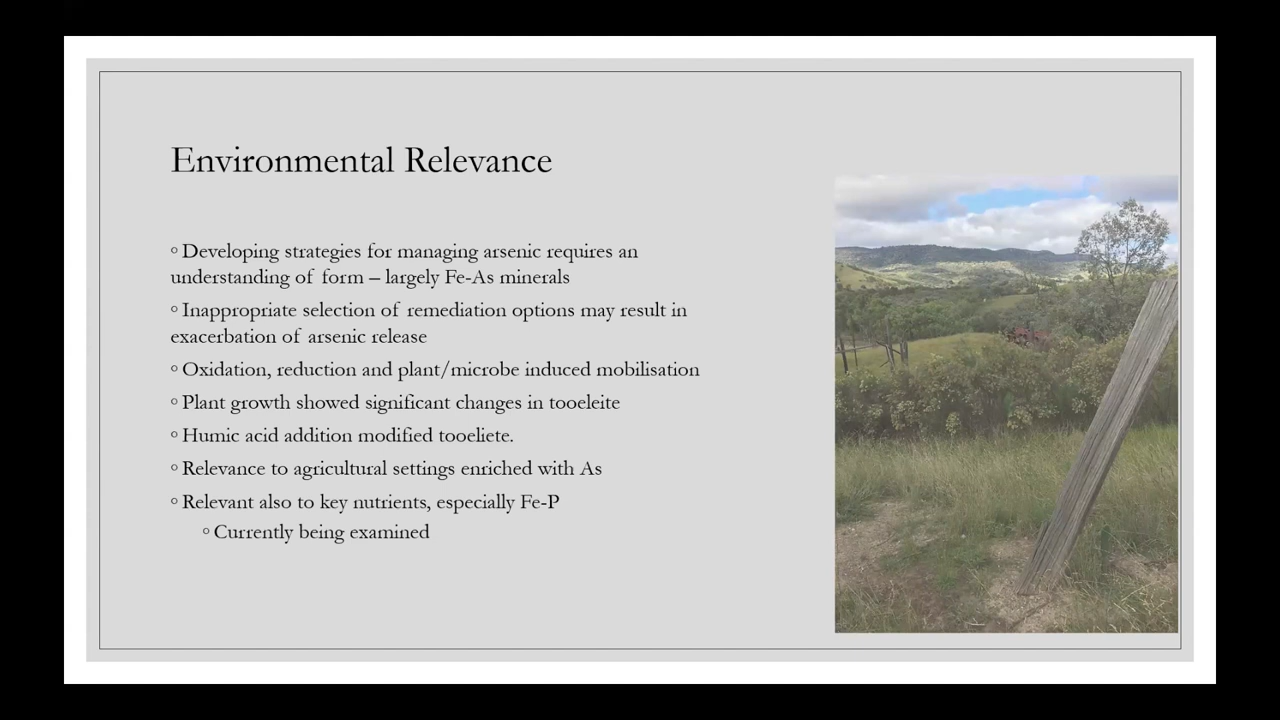 Environmental Relevance
◦ Developing strategies for managing arsenic requires an
understanding of form – largely Fe-As minerals
◦ Inappropriate selection of remediation options may result in
exacerbation of arsenic release
◦ Oxidation, reduction and plant/microbe induced mobilisation
◦ Plant growth showed significant changes in tooeleite
◦ Humic acid addition modified tooeliete.
◦ Relevance to agricultural settings enriched with As
◦ Relevant also to key nutrients, especially Fe-P
◦ Currently being examined